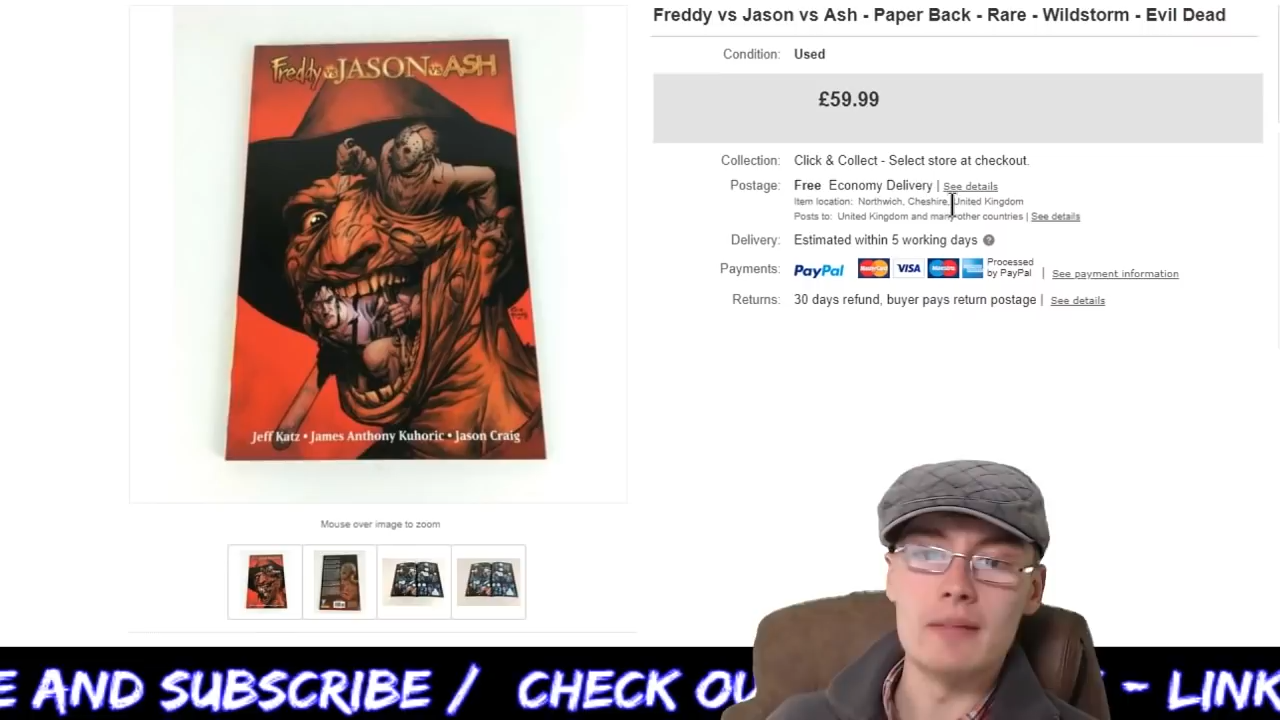 Freddy vs Jason vs Ash - Paper Back - Rare - Wildstorm - Evil Dead
Condition: Used
£59.99
Collection: Click & Collect - Select store at checkout.
Postage: Free Economy Delivery | See details
Item location: Northwich, Cheshire, United Kingdom
Posts to: United Kingdom and many other countries | See details
Delivery: Estimated within 5 working days
Payments: PayPal MasterCard VISA Maestro Processed by PayPal | See payment information
Returns: 30 days refund, buyer pays return postage | See details
Freddy vs JASON vs ASH
Jeff Katz • James Anthony Kuhoric • Jason Craig
Mouse over image to zoom
E AND SUBSCRIBE / CHECK OU - LINK